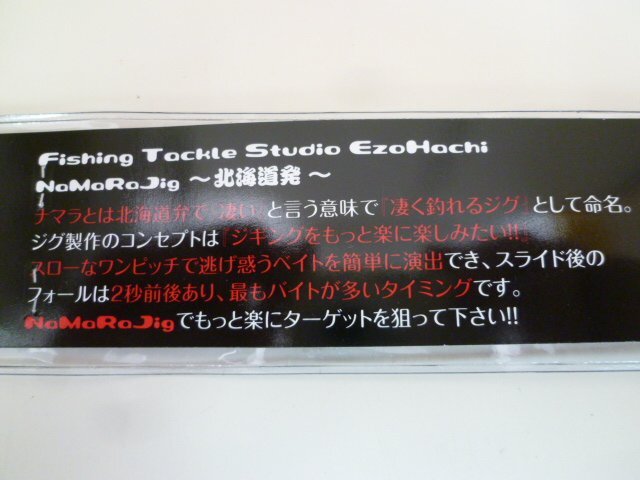 Fishing Tackle Studio EzoHachi
NaMaRaJig ～北海道発～
ナマラとは北海道弁で『凄い』と言う意味で『凄く釣れるジグ』として命名。
ジグ製作のコンセプトは『ジギングをもっと楽に楽しみたい!!』
スローなワンピッチで逃げ惑うベイトを簡単に演出でき、スライド後の
フォールは2秒前後あり、最もバイトが多いタイミングです。
NaMaRaJigでもっと楽にターゲットを狙って下さい!!